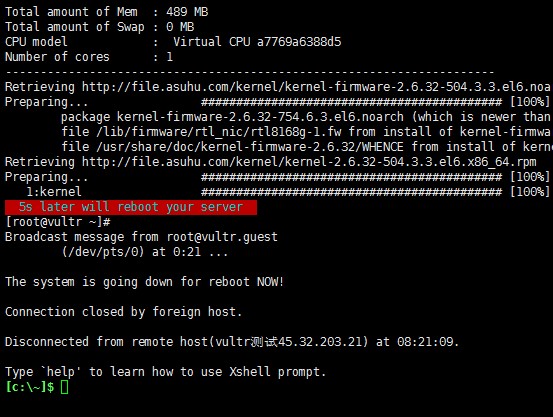 Total amount of Mem  : 489 MB
Total amount of Swap : 0 MB
CPU model            :  Virtual CPU a7769a6388d5
Number of cores      : 1
----------------------------------------------------------------------
Retrieving http://file.asuhu.com/kernel/kernel-firmware-2.6.32-504.3.3.el6.noa
Preparing...                ########################################### [100%]
        package kernel-firmware-2.6.32-754.6.3.el6.noarch (which is newer than
        file /lib/firmware/rtl_nic/rtl8168g-1.fw from install of kernel-firmwa
        file /usr/share/doc/kernel-firmware-2.6.32/WHENCE from install of kern
Retrieving http://file.asuhu.com/kernel/kernel-2.6.32-504.3.3.el6.x86_64.rpm
Preparing...                ########################################### [100%]
   1:kernel                 ########################################### [100%]
  5s later will reboot your server
[root@vultr ~]#
Broadcast message from root@vultr.guest
        (/dev/pts/0) at 0:21 ...
The system is going down for reboot NOW!
Connection closed by foreign host.
Disconnected from remote host(vultr测试45.32.203.21) at 08:21:09.
Type `help' to learn how to use Xshell prompt.
[c:\~]$